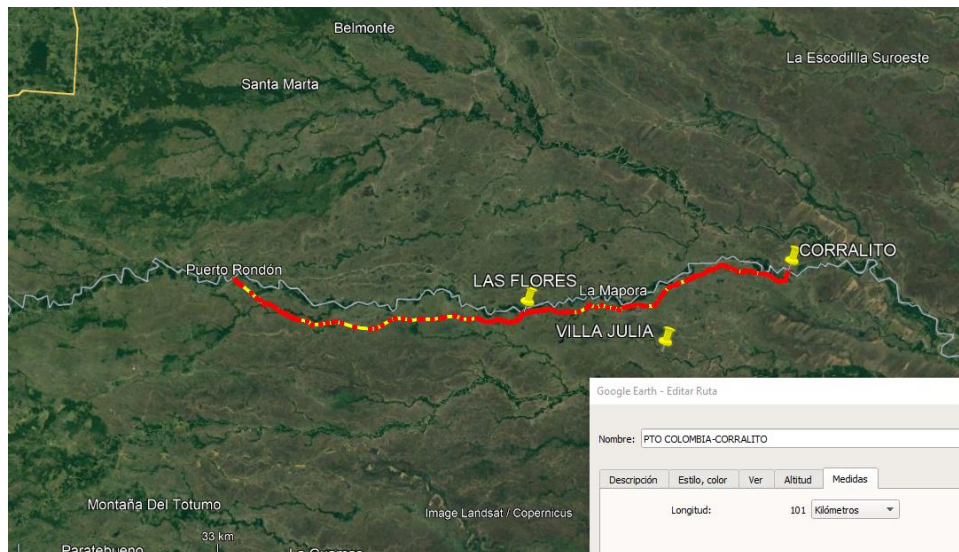 Belmonte
La Escodillla Suroeste
Santa Marta
CORRALITO
Puerto Rondón
LAS FLORES
La Mapora
VILLA JULIA
Google Earth - Editar Ruta
Nombre: PTO COLOMBIA-CORRALITO
Descripción Estilo, color Ver Altitud Medidas
Longitud: 101 Kilómetros
Montaña Del Totumo
Image Landsat / Copernicus
33 km
Paratebueno